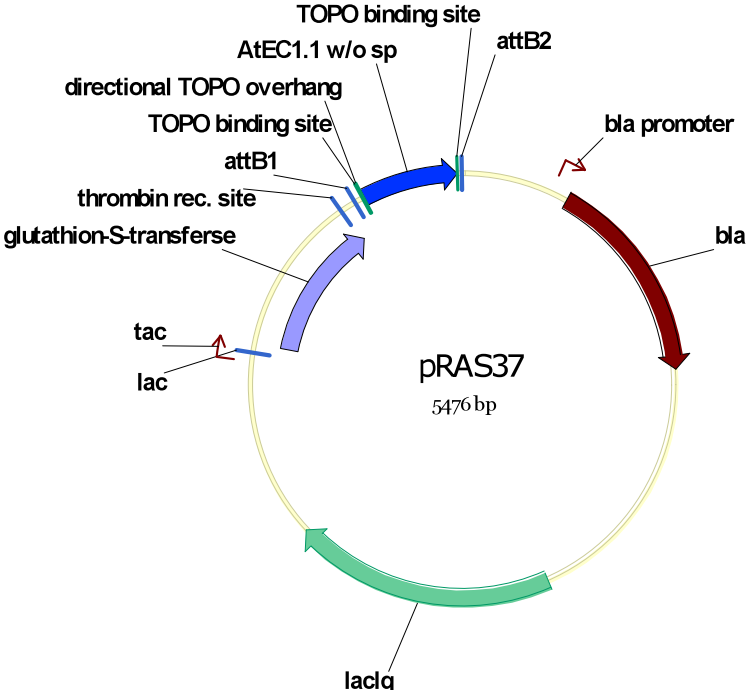 TOPO binding site
AtEC1.1 w/o sp
attB2
directional TOPO overhang
TOPO binding site
bla promoter
attB1
thrombin rec. site
glutathion-S-transferse
bla
tac
lac
pRAS37
5476 bp
lacIq